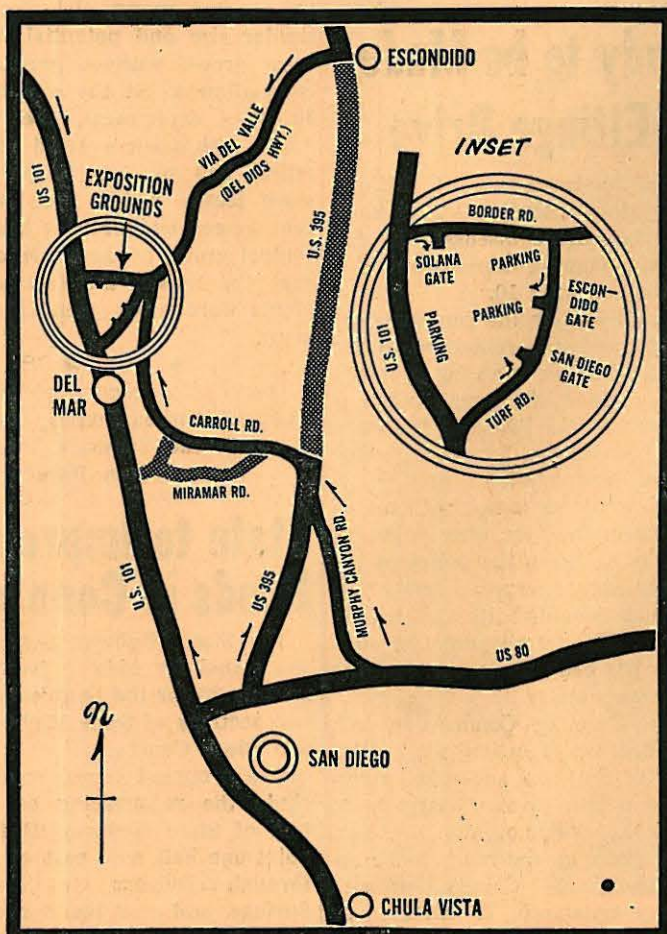 ESCONDIDO
VIA DEL VALLE
(DEL DIOS HWY.)
US 101
EXPOSITION
GROUNDS
U.S. 395
INSET
BORDER RD.
SOLANA
GATE
PARKING
ESCON—
DIDO
GATE
PARKING
PARKING
U.S. 101
SAN DIEGO
GATE
TURF RD.
DEL
MAR
CARROLL RD.
MIRAMAR RD.
U.S. 101
US 395
MURPHY CANYON RD.
US 80
n
SAN DIEGO
CHULA VISTA